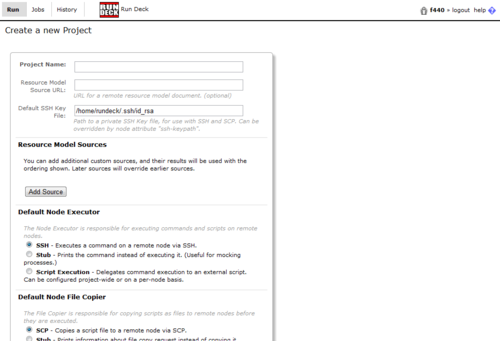 Run Jobs History RUN DECK Run Deck f440 » logout help ?
Create a new Project
Project Name:
Resource Model
Source URL:
URL for a remote resource model document. (optional)
Default SSH Key
File:
/home/rundeck/.ssh/id_rsa
Path to a private SSH Key file, for use with SSH and SCP. Can be
overridden by node attribute "ssh-keypath".
Resource Model Sources
You can add additional custom sources, and their results will be used with the
ordering shown. Later sources will override earlier sources.
Add Source
Default Node Executor
The Node Executor is responsible for executing commands and scripts on remote
nodes.
SSH - Executes a command on a remote node via SSH.
Stub - Prints the command instead of executing it. (Useful for mocking
processes.)
Script Execution - Delegates command execution to an external script.
Can be configured project-wide or on a per-node basis.
Default Node File Copier
The File Copier is responsible for copying scripts as files to remote nodes before
they are executed.
SCP - Copies a script file to a remote node via SCP.
Stub - Prints information about file copy request instead of copying it.